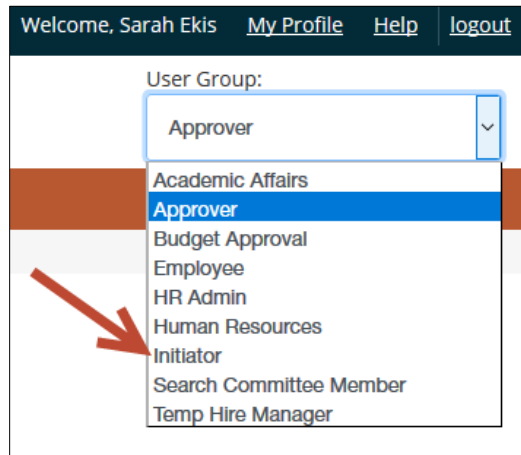 Welcome, Sarah Ekis My Profile Help logout
User Group:
Approver
Academic Affairs
Approver
Budget Approval
Employee
HR Admin
Human Resources
Initiator
Search Committee Member
Temp Hire Manager